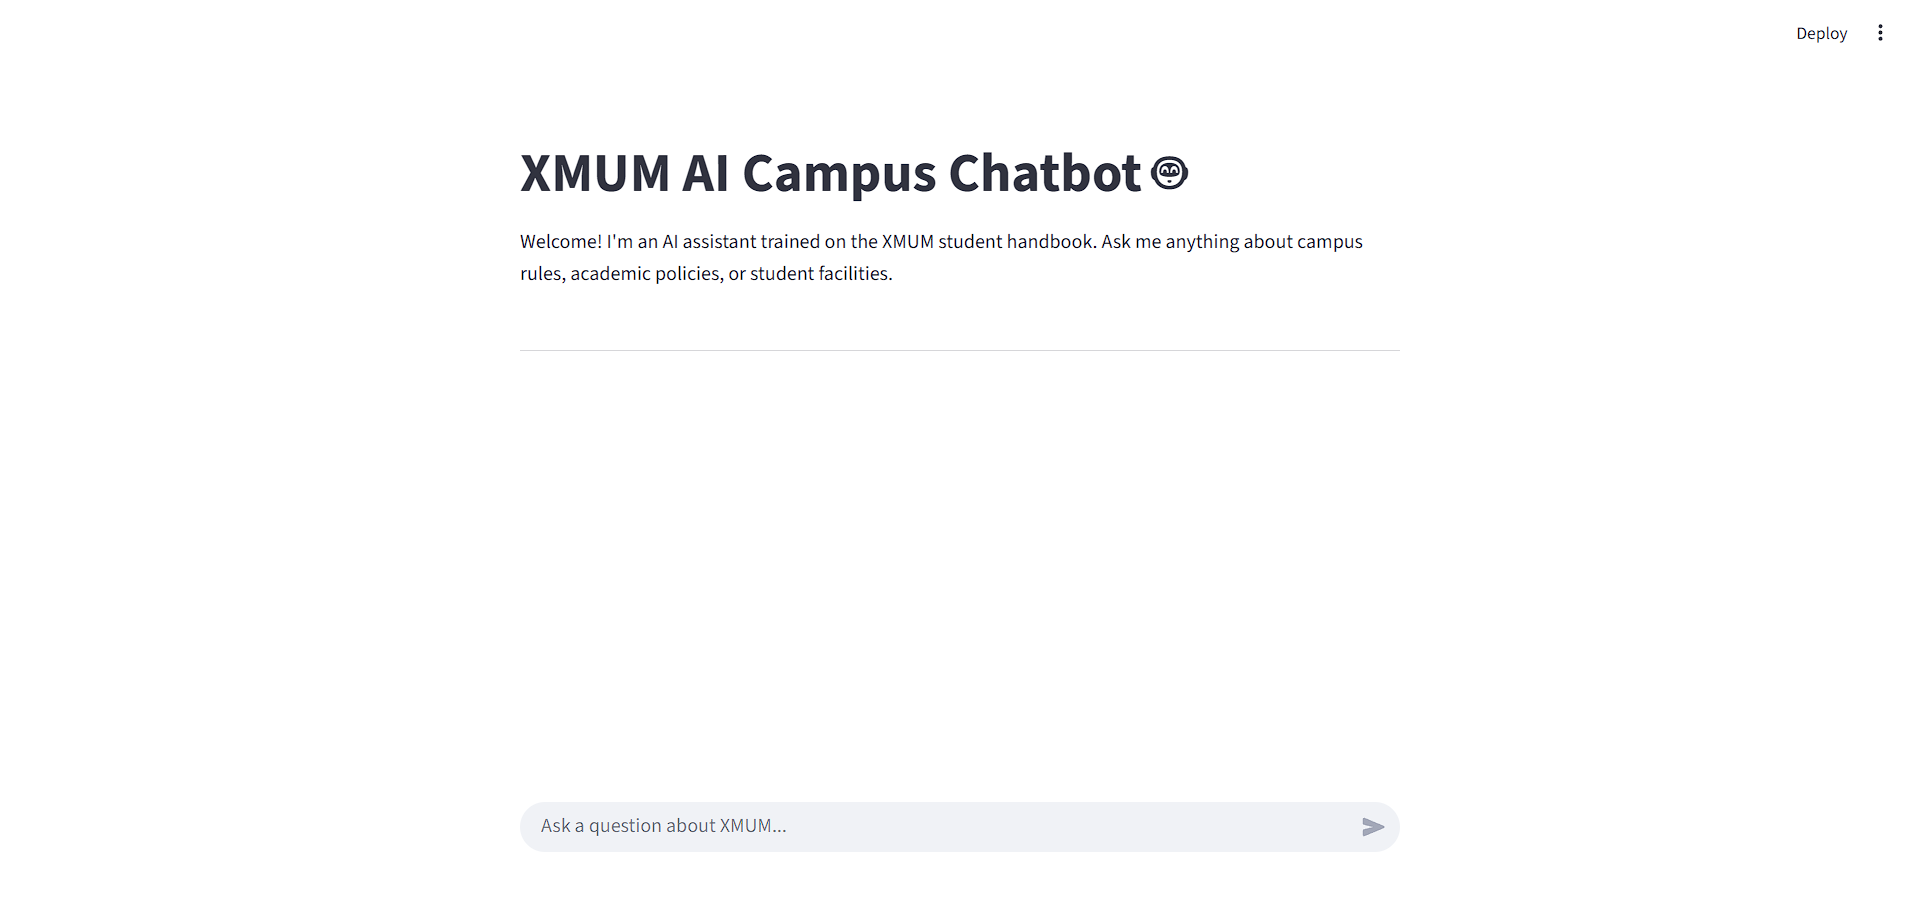 Deploy
XMUM AI Campus Chatbot
Welcome! I'm an AI assistant trained on the XMUM student handbook. Ask me anything about campus
rules, academic policies, or student facilities.
Ask a question about XMUM...